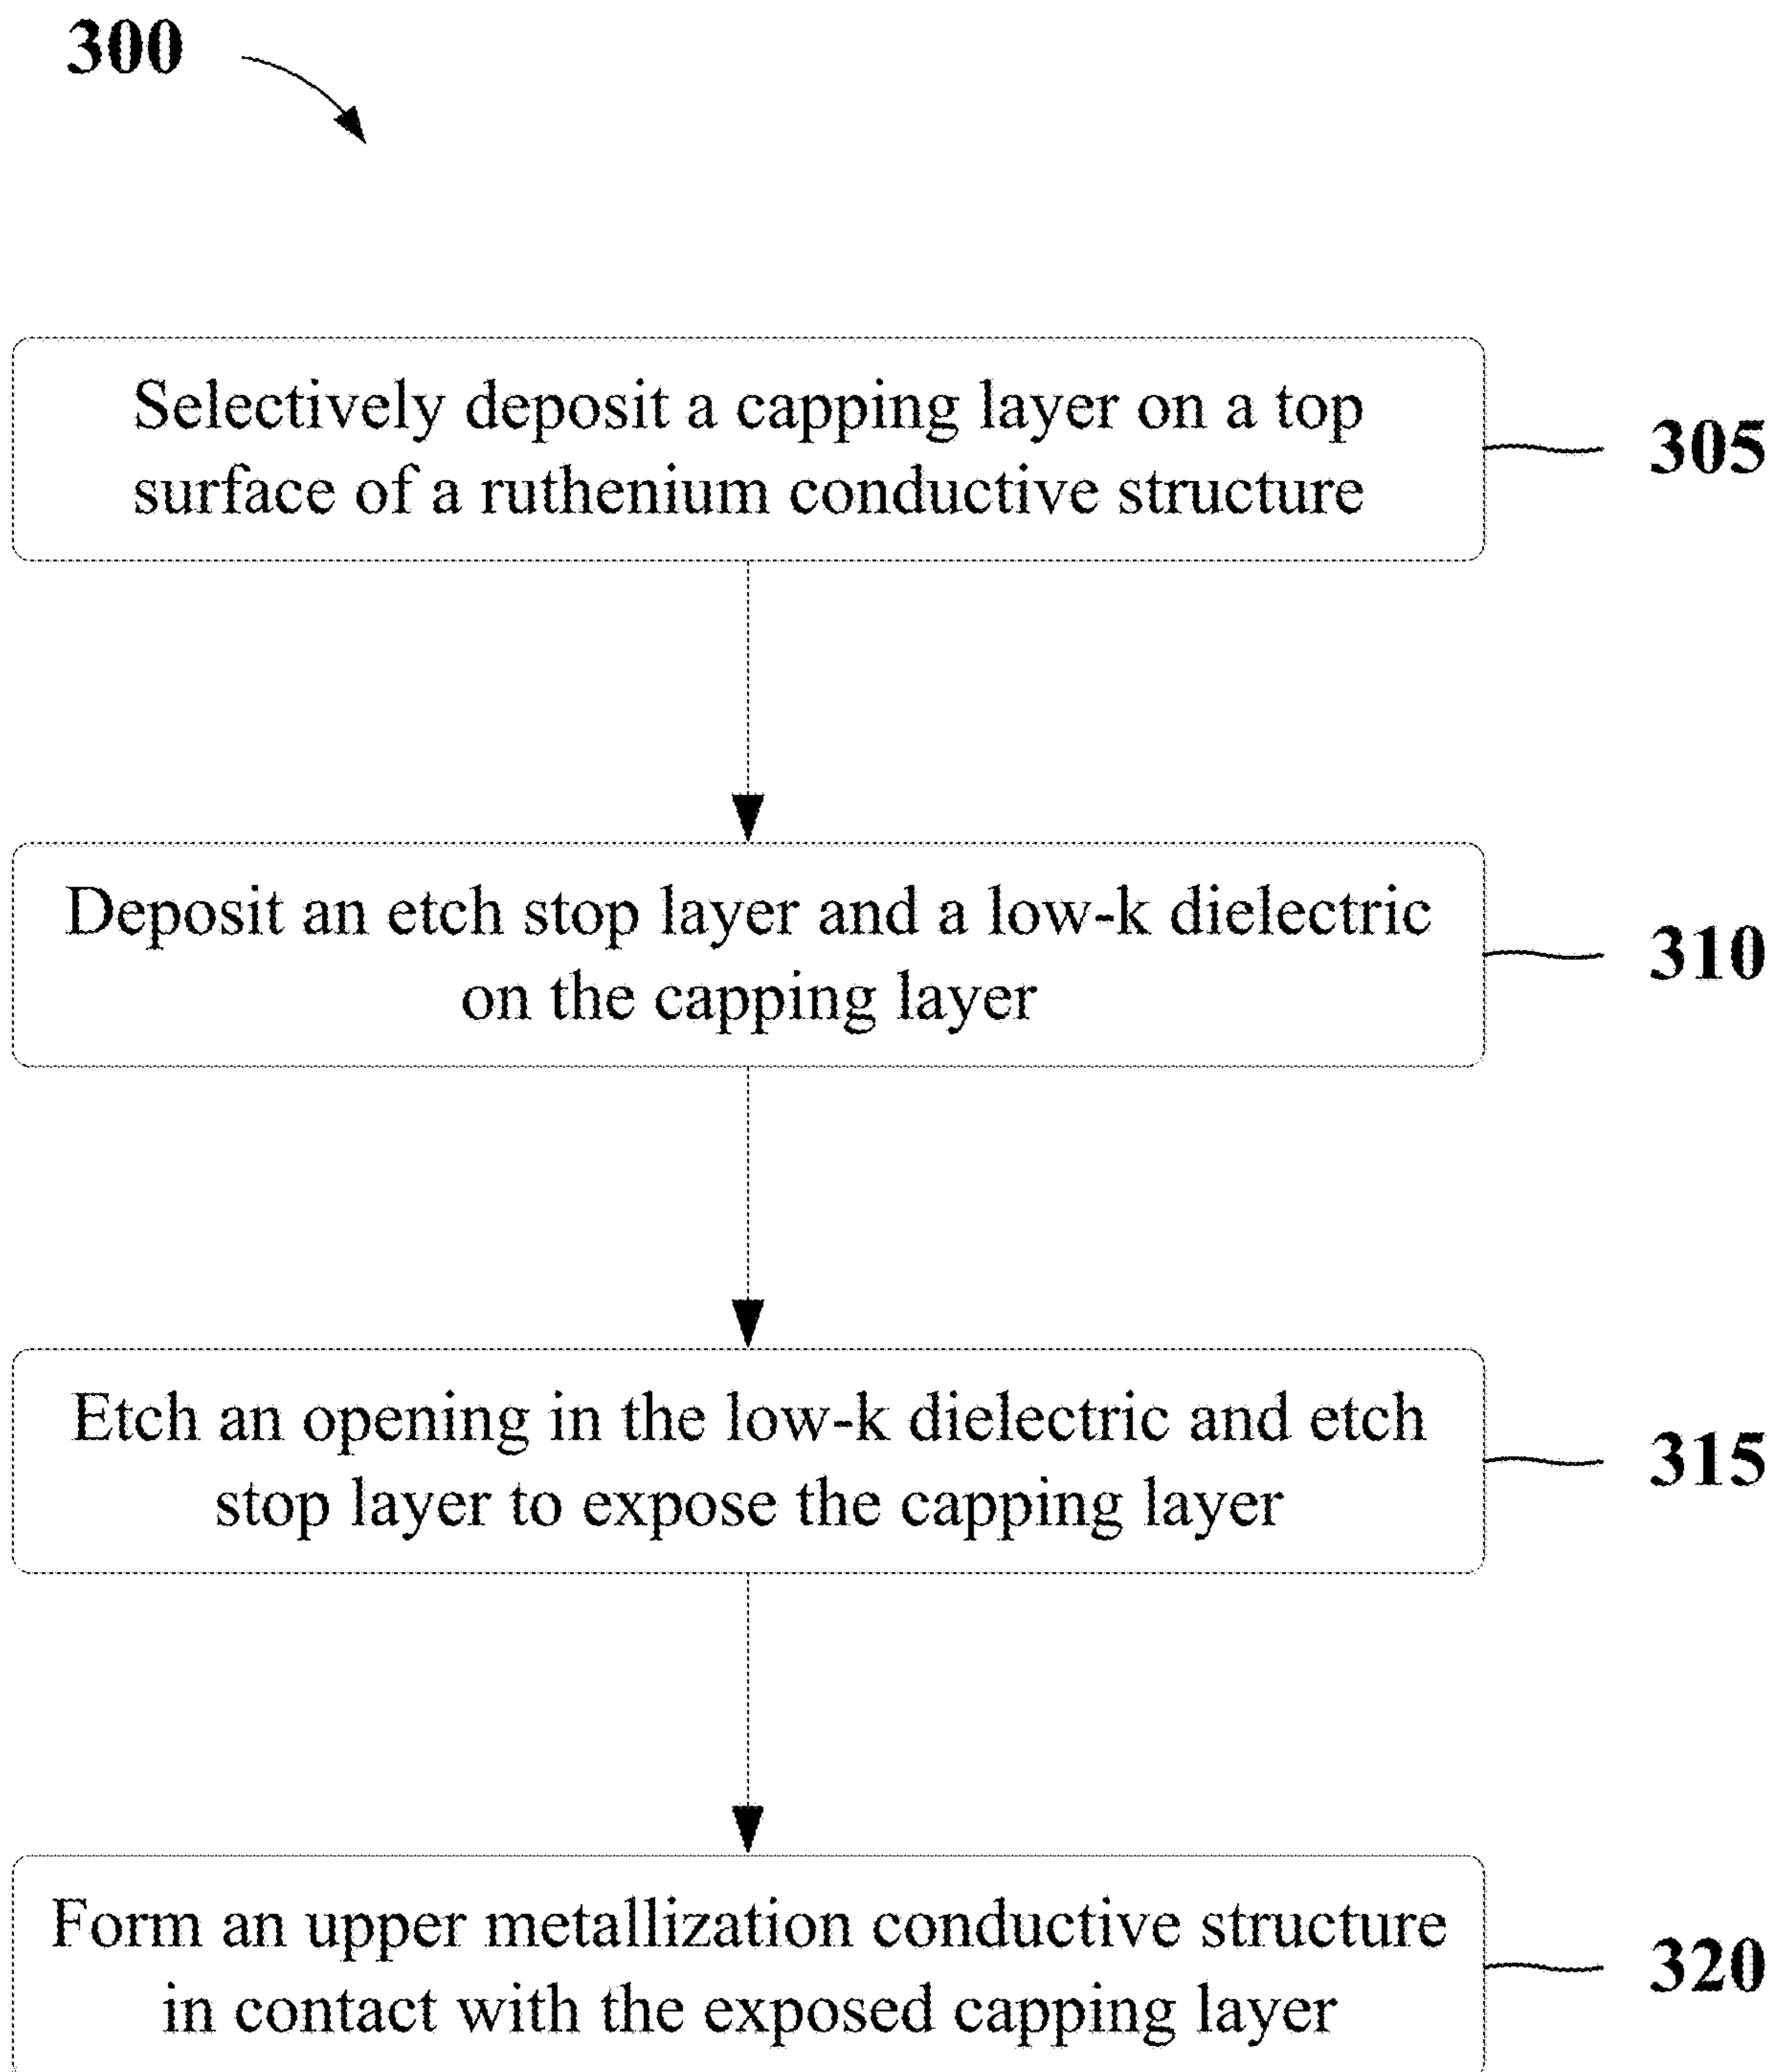 300
Selectively deposit a capping layer on a top
surface of a ruthenium conductive structure
305
Deposit an etch stop layer and a low-k dielectric
on the capping layer
310
Etch an opening in the low-k dielectric and etch
stop layer to expose the capping layer
315
Form an upper metallization conductive structure
in contact with the exposed capping layer
320